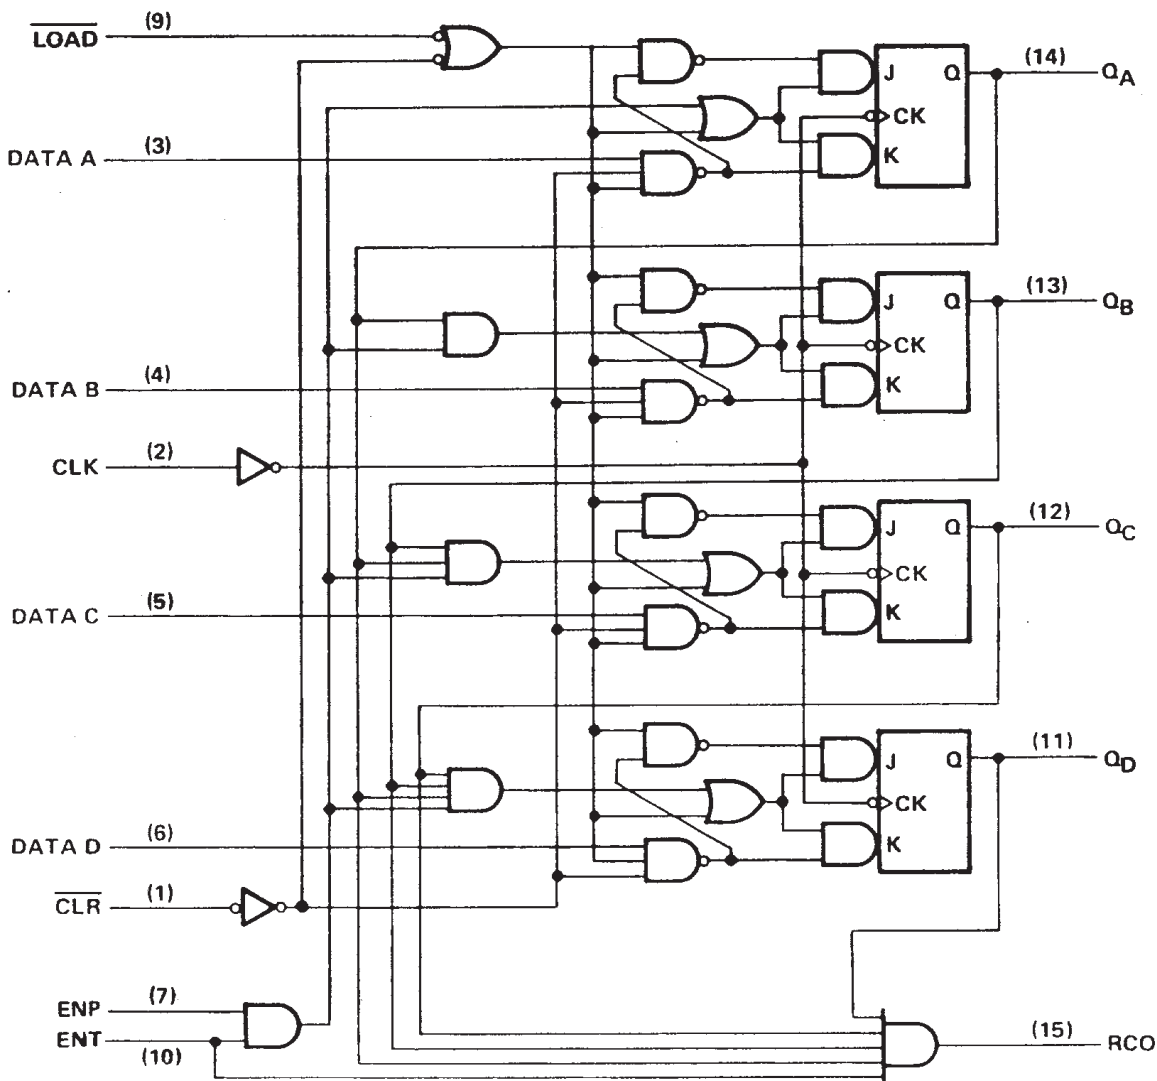 LOAD (9)
J Q (14) QA
CK
DATA A (3)
K
J Q (13) QB
CK
DATA B (4)
K
CLK (2)
J Q (12) QC
CK
DATA C (5)
K
J Q (11) QD
CK
DATA D (6)
K
CLR (1)
ENP (7)
ENT
(10)
(15) RCO